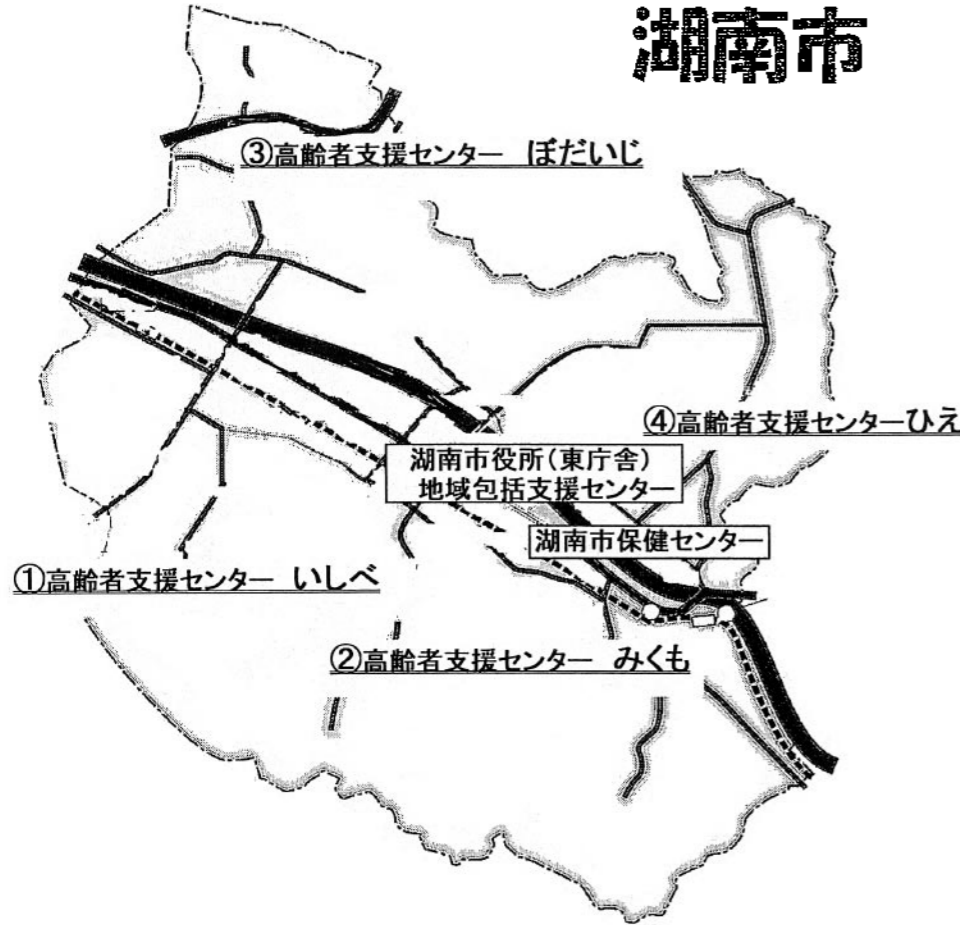 湖南市
③高齢者支援センター ぼだいじ
④高齢者支援センターひえ
湖南市役所（東庁舎）
地域包括支援センター
湖南市保健センター
①高齢者支援センター いしべ
②高齢者支援センター みくも